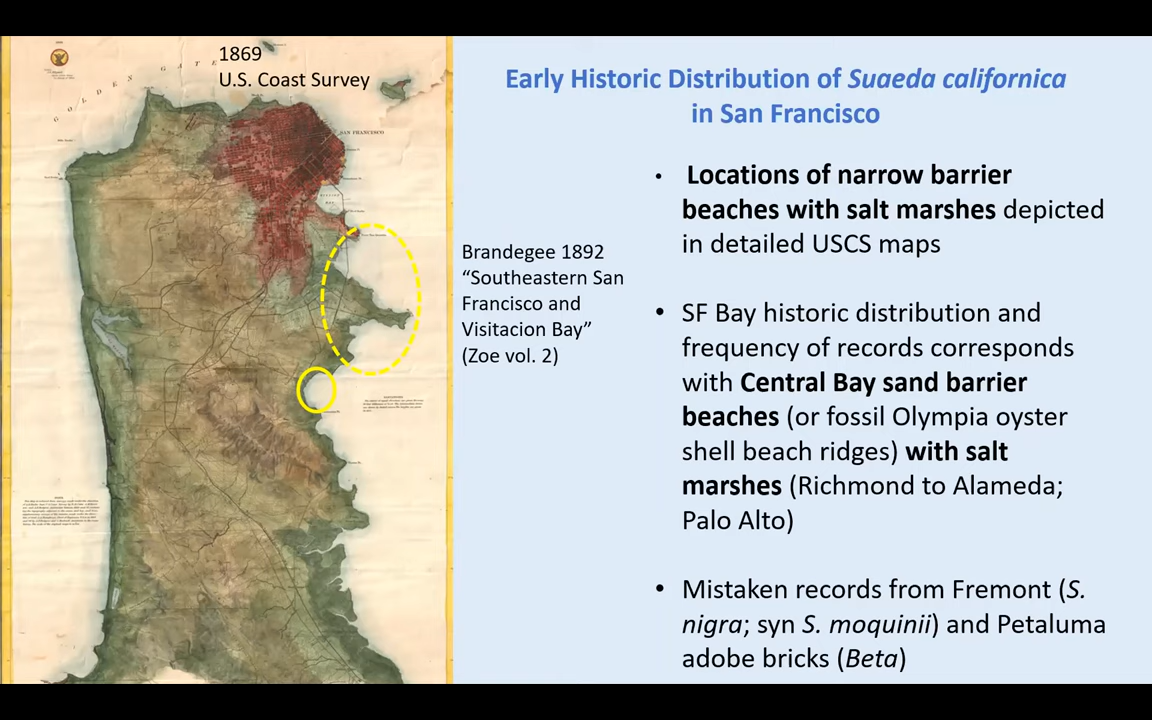 1869
U.S. Coast Survey
GOLDEN GATE
SAN FRANCISCO
Early Historic Distribution of Suaeda californica
in San Francisco
• Locations of narrow barrier
beaches with salt marshes depicted
in detailed USCS maps
Brandegee 1892
“Southeastern San
Francisco and
Visitacion Bay”
(Zoe vol. 2)
• SF Bay historic distribution and
frequency of records corresponds
with Central Bay sand barrier
beaches (or fossil Olympia oyster
shell beach ridges) with salt
marshes (Richmond to Alameda;
Palo Alto)
• Mistaken records from Fremont (S.
nigra; syn S. moquinii) and Petaluma
adobe bricks (Beta)